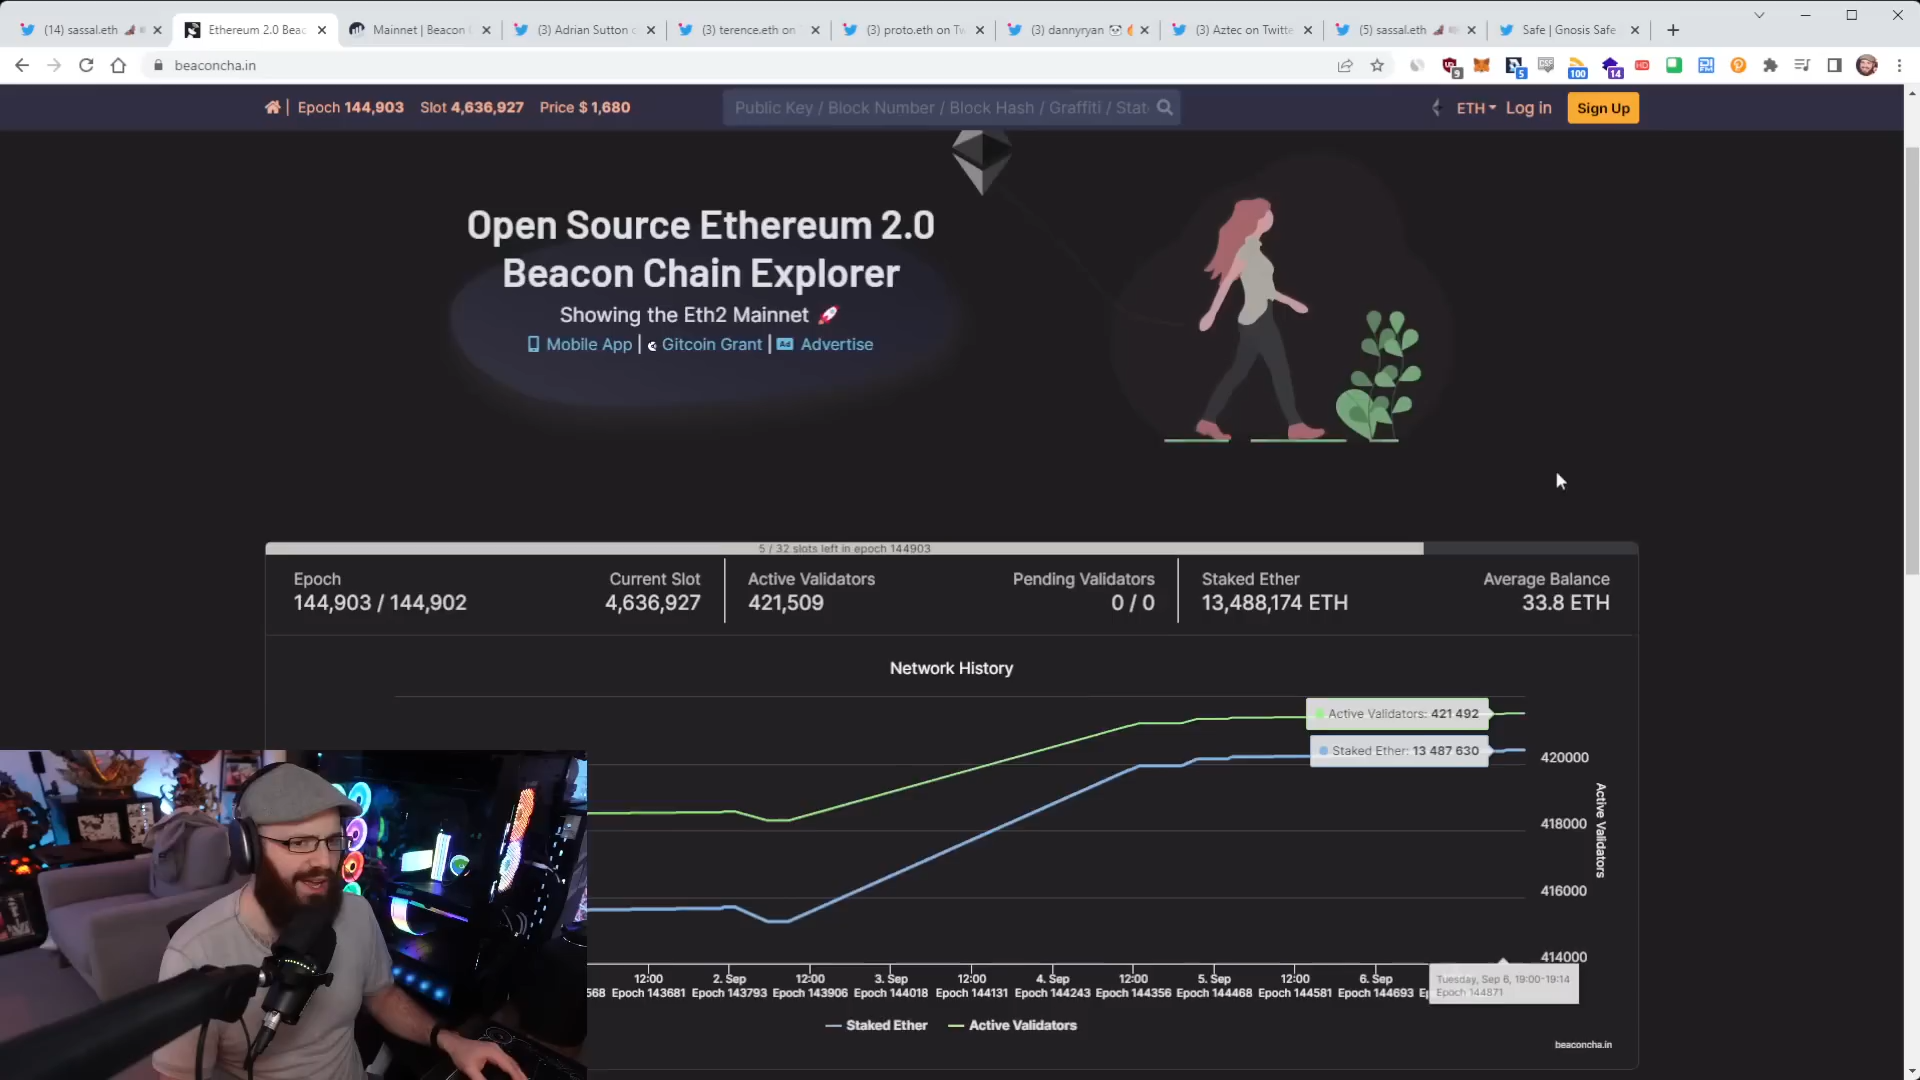 (14) sassal.eth
Ethereum 2.0 Beac
Mainnet | Beacon
(3) Adrian Sutton o
(3) terence.eth on
(3) proto.eth on Tw
(3) dannyryan
(3) Aztec on Twitte
(5) sassal.eth
Safe | Gnosis Safe
beaconcha.in
9
5
100
14
HD
Epoch 144,903 Slot 4,636,927 Price $ 1,680
Public Key / Block Number / Block Hash / Graffiti / Stat
ETH Log in Sign Up
Open Source Ethereum 2.0
Beacon Chain Explorer
Showing the Eth2 Mainnet
Mobile App | Gitcoin Grant | Ad Advertise
5 / 32 slots left in epoch 144903
Epoch Current Slot Active Validators Pending Validators Staked Ether Average Balance
144,903 / 144,902 4,636,927 421,509 0 / 0 13,488,174 ETH 33.8 ETH
Network History
Active Validators: 421 492
Staked Ether: 13 487 630
420000
418000
416000
414000
Active Validators
12:00 2. Sep 12:00 3. Sep 12:00 4. Sep 12:00 5. Sep 12:00 6. Sep
568 Epoch 143681 Epoch 143793 Epoch 143906 Epoch 144018 Epoch 144131 Epoch 144243 Epoch 144356 Epoch 144468 Epoch 144581 Epoch 144693
Tuesday, Sep 6, 19:00-19:14
Epoch 144871
Staked Ether Active Validators
beaconcha.in